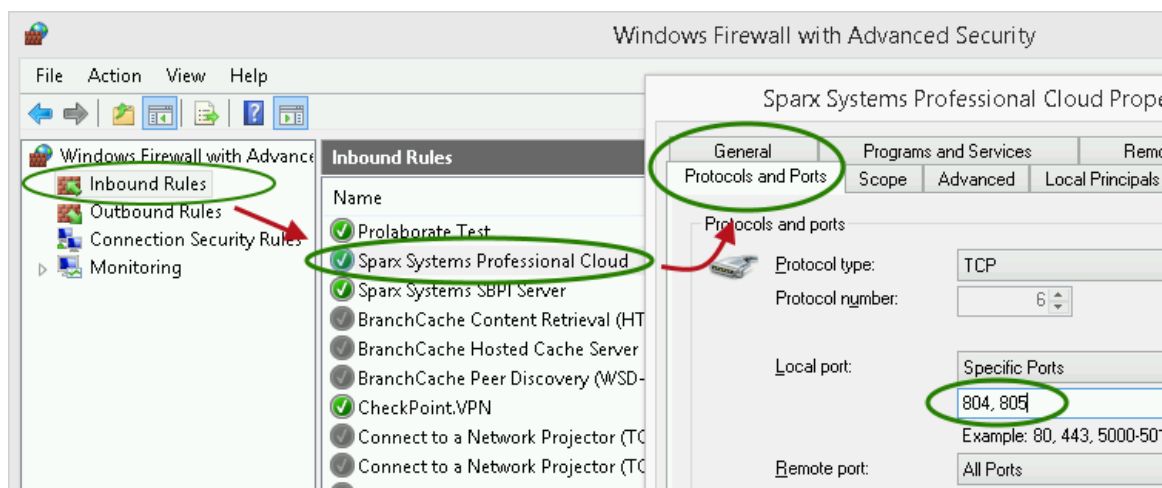 Windows Firewall with Advanced Security
File Action View Help
Windows Firewall with Advance
Inbound Rules
Outbound Rules
Connection Security Rules
Monitoring
Inbound Rules
Name
Prolaborate Test
Sparx Systems Professional Cloud
Sparx Systems SBPI Server
BranchCache Content Retrieval (HT
BranchCache Hosted Cache Server
BranchCache Peer Discovery (WSD-
CheckPoint.VPN
Connect to a Network Projector (TC
Connect to a Network Projector (TC
Sparx Systems Professional Cloud Prope
General Programs and Services Remo
Protocols and Ports Scope Advanced Local Principals
Protocols and ports
Protocol type: TCP
Protocol number: 6
Local port: Specific Ports
804, 805
Example: 80, 443, 5000-501
Remote port: All Ports